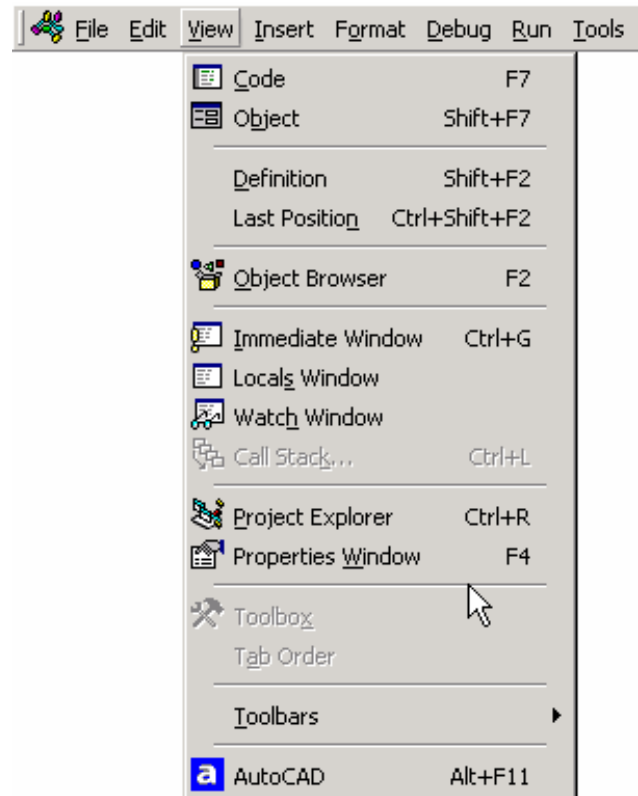 File Edit View Insert Format Debug Run Tools
Code F7
Object Shift+F7
Definition Shift+F2
Last Position Ctrl+Shift+F2
Object Browser F2
Immediate Window Ctrl+G
Locals Window
Watch Window
Call Stack... Ctrl+L
Project Explorer Ctrl+R
Properties Window F4
Toolbox
Tab Order
Toolbars
a AutoCAD Alt+F11